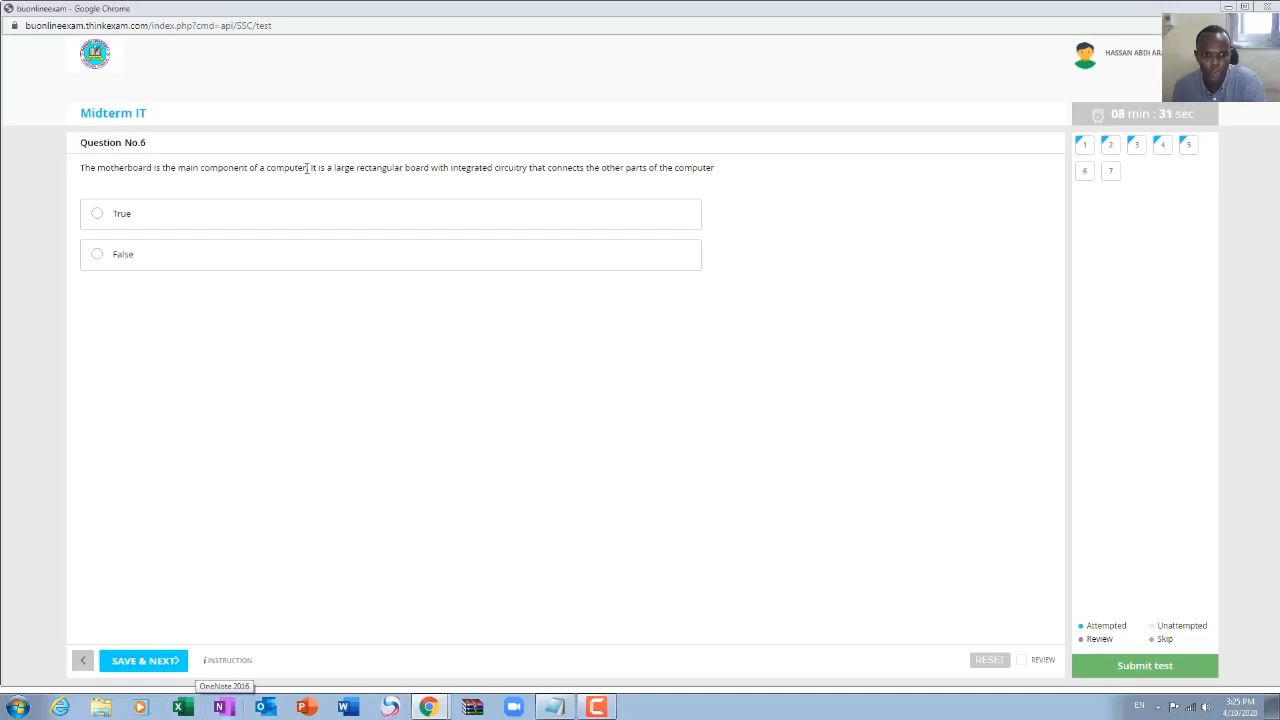 buonlineexam - Google Chrome
buonlineexam.thinkexam.com/index.php?cmd=api/SSC/test
HASSAN ABDI
Midterm IT
08 min : 31 sec
Question No.6
The motherboard is the main component of a computer. It is a large rectangular board with integrated circuitry that connects the other parts of the computer
True
False
1 2 3 4 5
6 7
Attempted Unattempted
Review Skip
SAVE & NEXT
INSTRUCTION
RESET
REVIEW
Submit test
OneNote 2016
EN
3:25 PM
4/10/2020